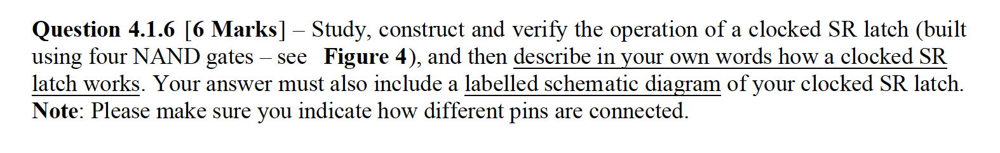 Question 4.1.6 [6 Marks] – Study, construct and verify the operation of a clocked SR latch (built
using four NAND gates – see Figure 4), and then describe in your own words how a clocked SR
latch works. Your answer must also include a labelled schematic diagram of your clocked SR latch.
Note: Please make sure you indicate how different pins are connected.